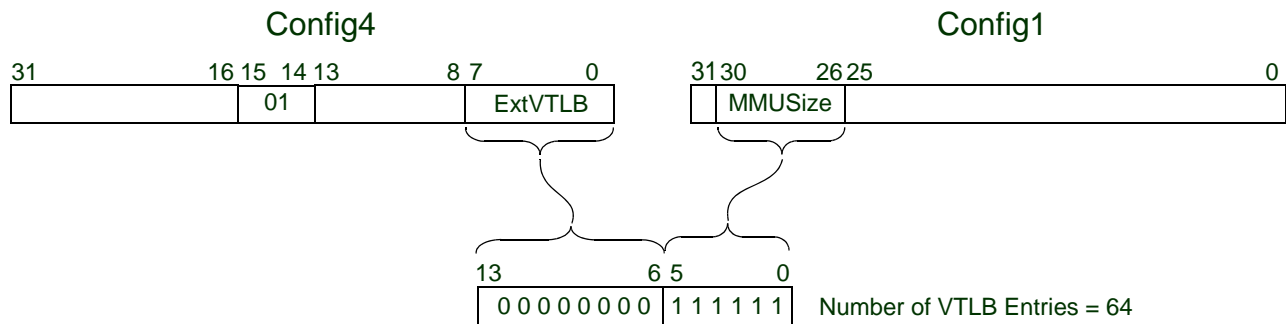 Config4 Config1
31 16 15 14 13 8 7 0 31 30 26 25 0
01 ExtVTLB MMUSize
13 6 5 0
0 0 0 0 0 0 0 0 1 1 1 1 1 1 Number of VTLB Entries = 64